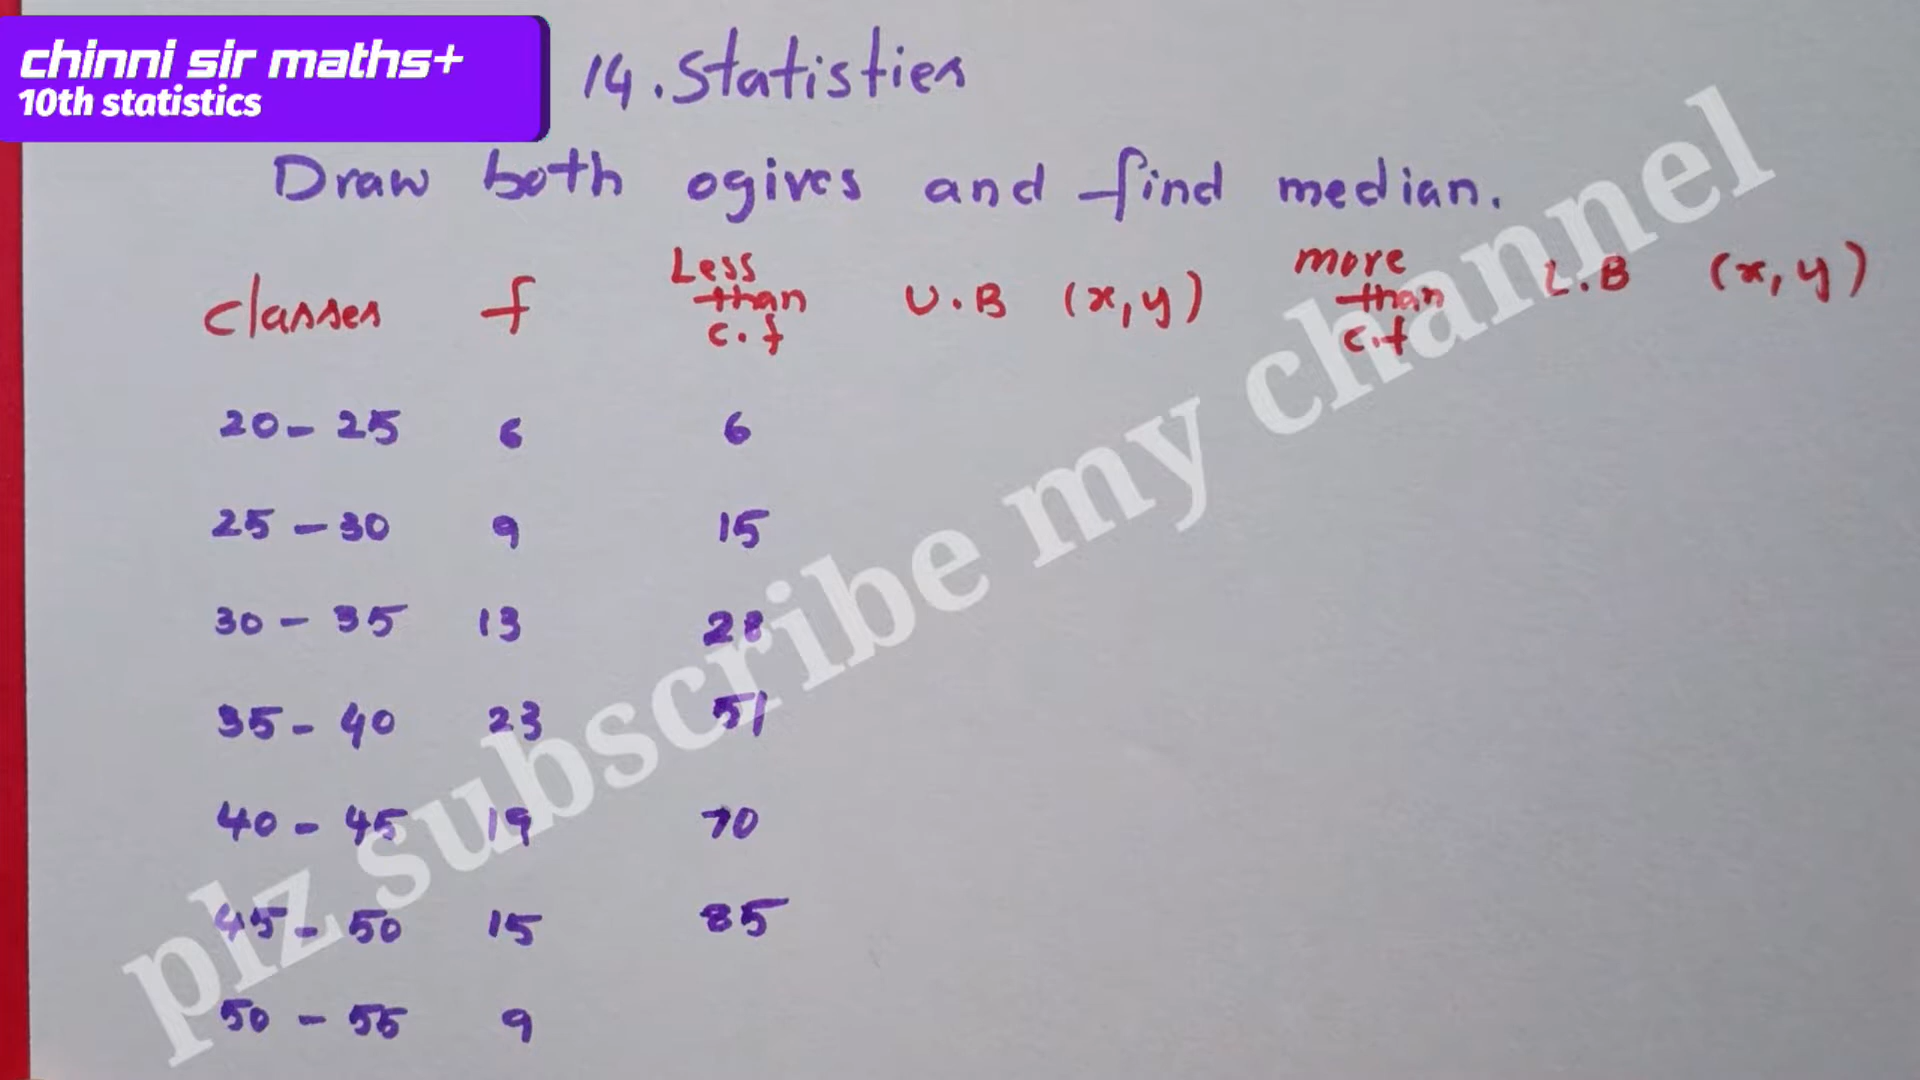 chinni sir maths+
10th statistics
14. Statistics
Draw both ogives and find median.
classes f Less than c.f U.B (x,y) more than c.f L.B (x,y)
20 - 25 6 6
25 - 30 9 15
30 - 35 13 28
35 - 40 23 51
40 - 45 19 70
45 - 50 15 85
50 - 55 9
plz subscribe my channel